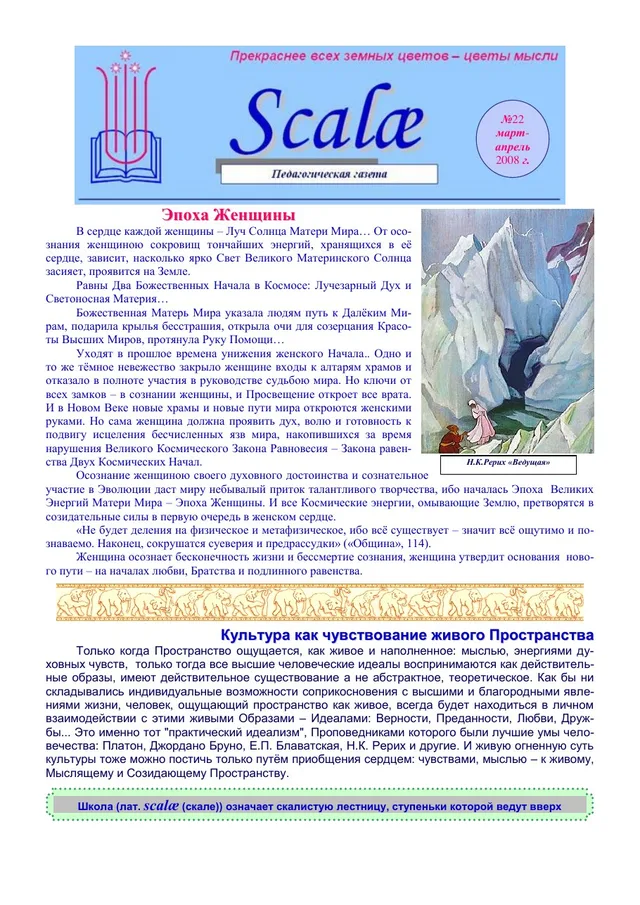 Прекраснее всех земных цветов – цветы мысли
Scalæ
№22
март-
апрель
2008 г.
Педагогическая газета
Эпоха Женщины
В сердце каждой женщины – Луч Солнца Матери Мира… От осо-
знания женщиною сокровищ тончайших энергий, хранящихся в её
сердце, зависит, насколько ярко Свет Великого Материнского Солнца
засияет, проявится на Земле.
Равны Два Божественных Начала в Космосе: Лучезарный Дух и
Светоносная Материя…
Божественная Матерь Мира указала людям путь к Далёким Ми-
рам, подарила крылья бесстрашия, открыла очи для созерцания Красо-
ты Высших Миров, протянула Руку Помощи…
Уходят в прошлое времена унижения женского Начала.. Одно и
то же тёмное невежество закрыло женщине входы к алтарям храмов и
отказало в полноте участия в руководстве судьбою мира. Но ключи от
всех замков – в сознании женщины, и Просвещение откроет все врата.
И в Новом Веке новые храмы и новые пути мира откроются женскими
руками. Но сама женщина должна проявить дух, волю и готовность к
подвигу исцеления бесчисленных язв мира, накопившихся за время
нарушения Великого Космического Закона Равновесия – Закона равен-
ства Двух Космических Начал.
Н.К.Рерих «Ведущая»
Осознание женщиною своего духовного достоинства и сознательное
участие в Эволюции даст миру небывалый приток талантливого творчества, ибо началась Эпоха Великих
Энергий Матери Мира – Эпоха Женщины. И все Космические энергии, омывающие Землю, претворятся в
созидательные силы в первую очередь в женском сердце.
«Не будет деления на физическое и метафизическое, ибо всё существует – значит всё ощутимо и по-
знаваемо. Наконец, сокрушатся суеверия и предрассудки» («Община», 114).
Женщина осознает бесконечность жизни и бессмертие сознания, женщина утвердит основания ново-
го пути – на началах любви, Братства и подлинного равенства.
Культура как чувствование живого Пространства
Только когда Пространство ощущается, как живое и наполненное: мыслью, энергиями ду-
ховных чувств, только тогда все высшие человеческие идеалы воспринимаются как действитель-
ные образы, имеют действительное существование а не абстрактное, теоретическое. Как бы ни
складывались индивидуальные возможности соприкосновения с высшими и благородными явле-
ниями жизни, человек, ощущающий пространство как живое, всегда будет находиться в личном
взаимодействии с этими живыми Образами – Идеалами: Верности, Преданности, Любви, Друж-
бы... Это именно тот "практический идеализм", Проповедниками которого были лучшие умы чело-
вечества: Платон, Джордано Бруно, Е.П. Блаватская, Н.К. Рерих и другие. И живую огненную суть
культуры тоже можно постичь только путём приобщения сердцем: чувствами, мыслью – к живому,
Мыслящему и Созидающему Пространству.
Школа (лат. scalæ (скале)) означает скалистую лестницу, ступеньки которой ведут вверх